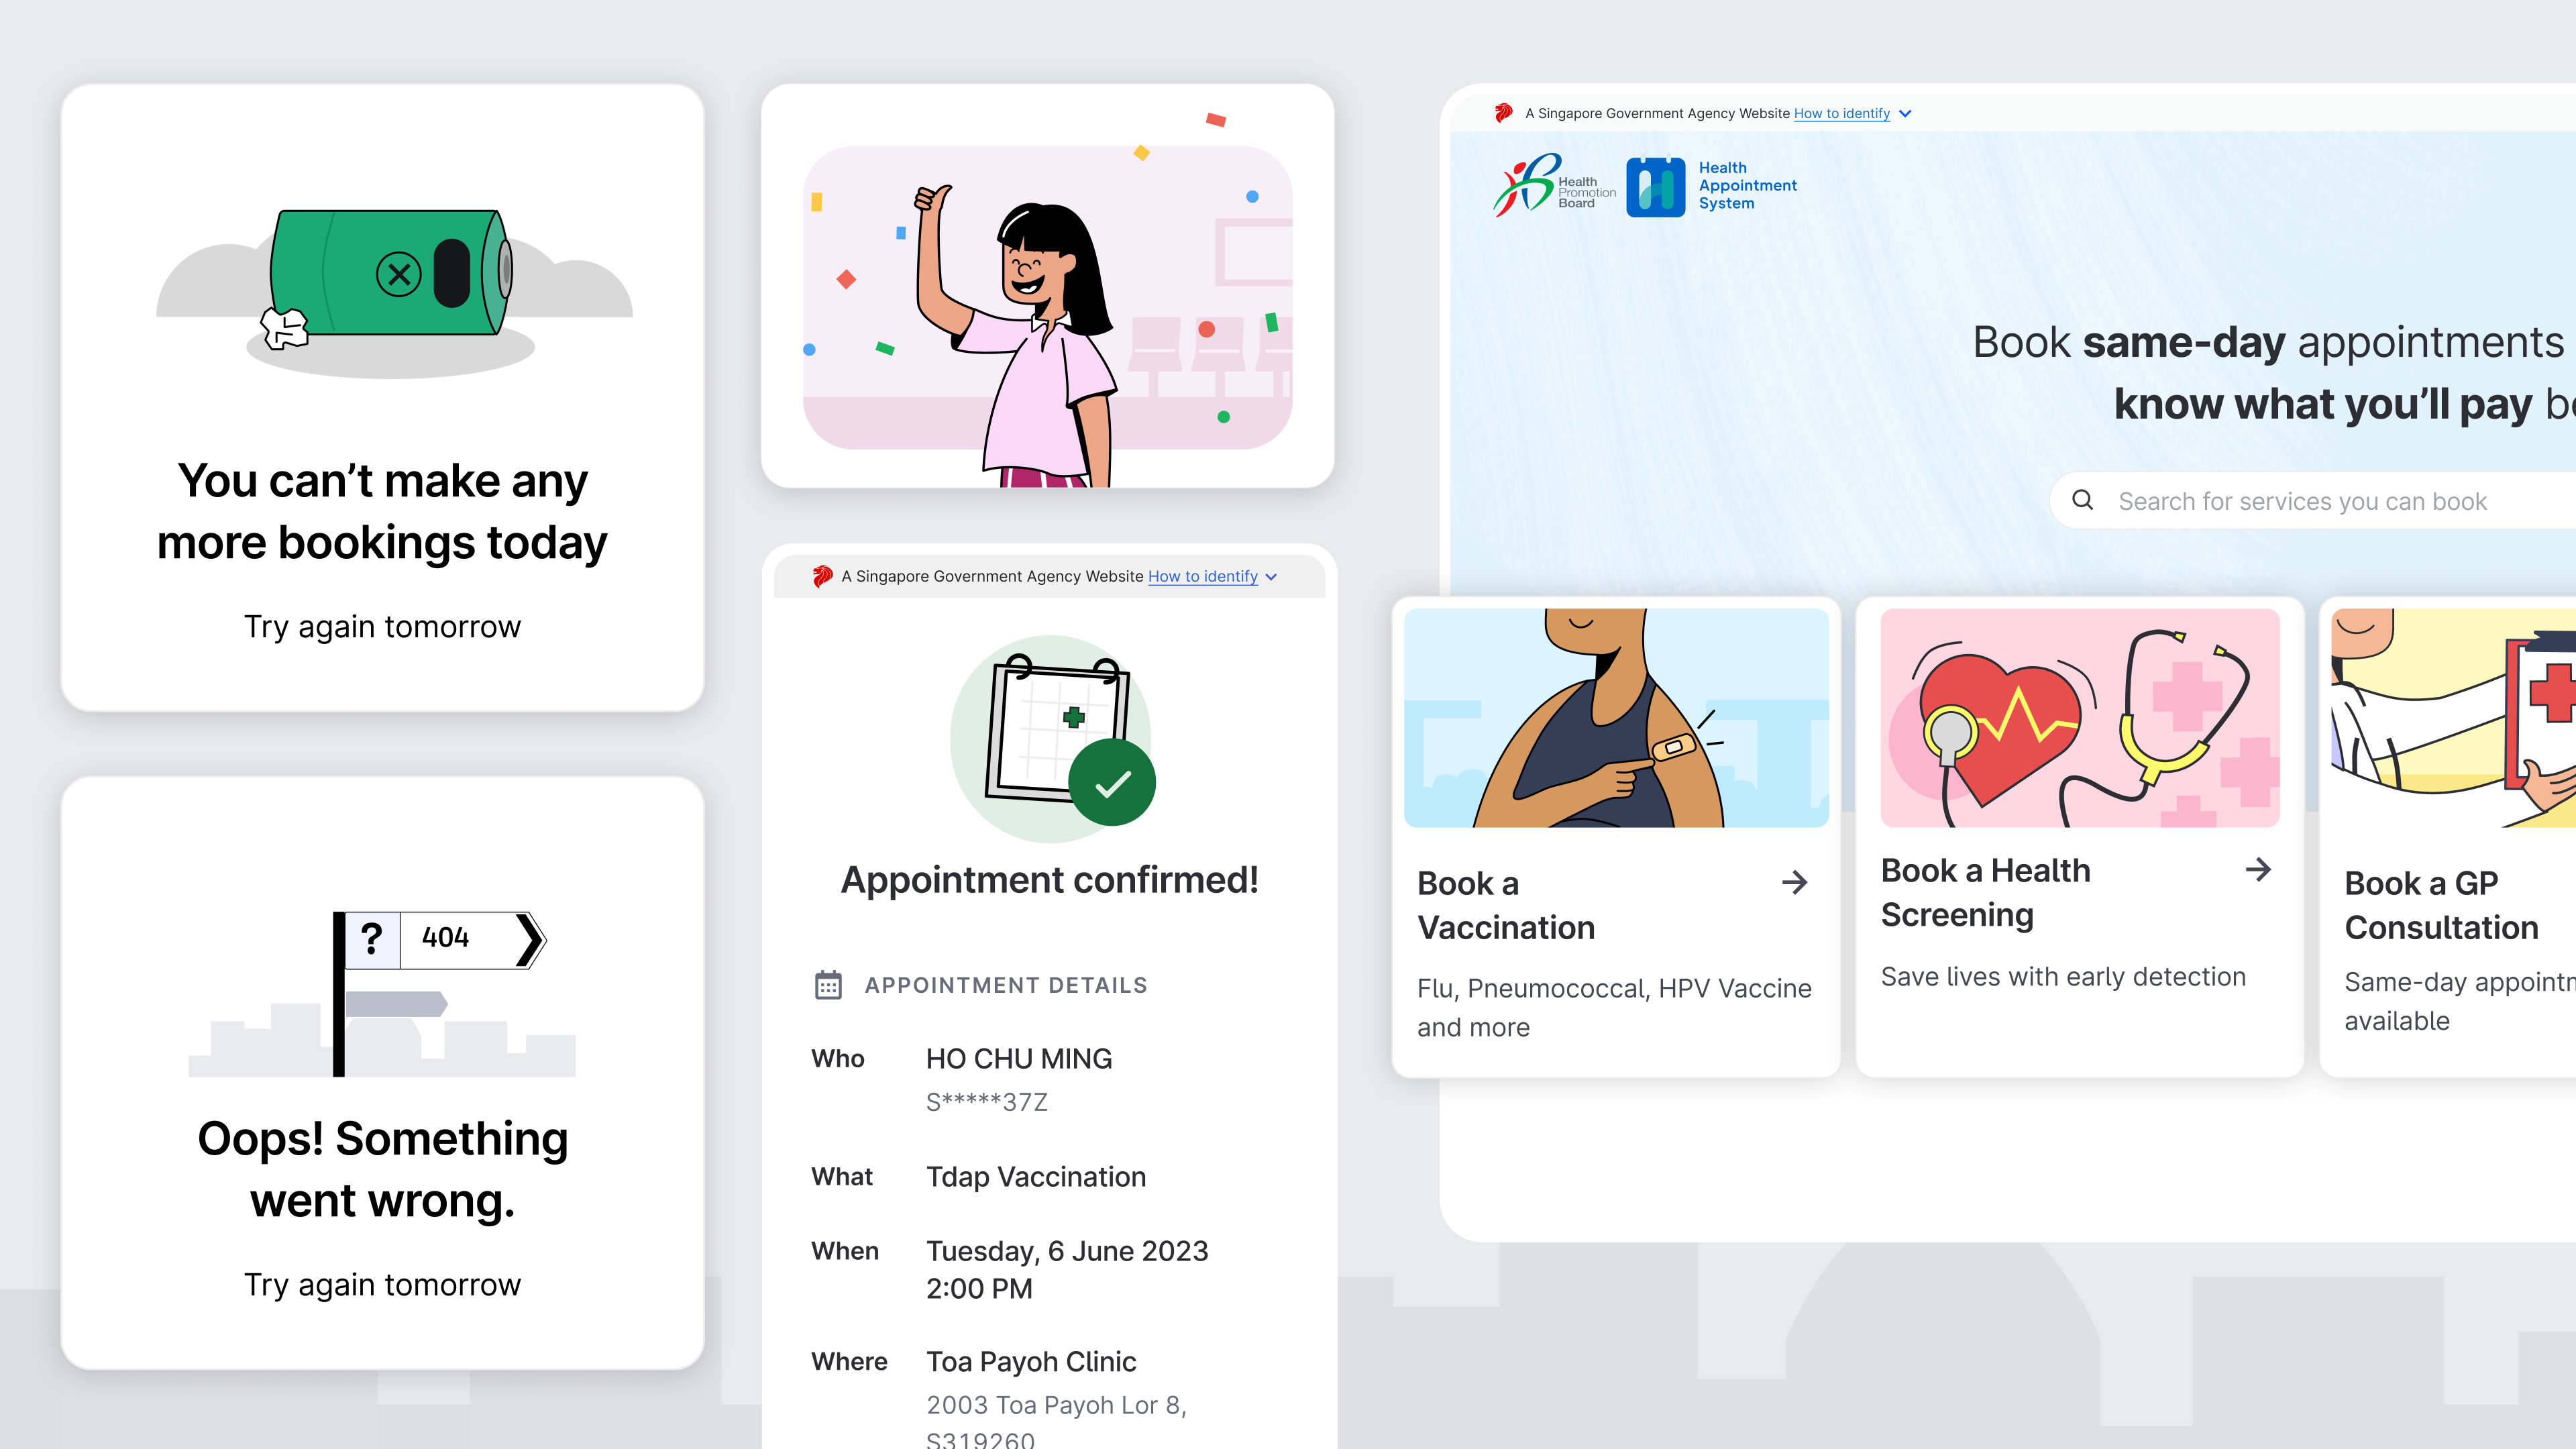 You can’t make any
more bookings today
Try again tomorrow
? 404
Oops! Something
went wrong.
Try again tomorrow
A Singapore Government Agency Website How to identify
Appointment confirmed!
APPOINTMENT DETAILS
Who HO CHU MING
S*****37Z
What Tdap Vaccination
When Tuesday, 6 June 2023
2:00 PM
Where Toa Payoh Clinic
2003 Toa Payoh Lor 8,
S319260
A Singapore Government Agency Website How to identify
Health
Promotion
Board
Health
Appointment
System
Book same-day appointments
know what you’ll pay
Search for services you can book
Book a
Vaccination
Flu, Pneumococcal, HPV Vaccine
and more
Book a Health
Screening
Save lives with early detection
Book a GP
Consultation
Same-day
available